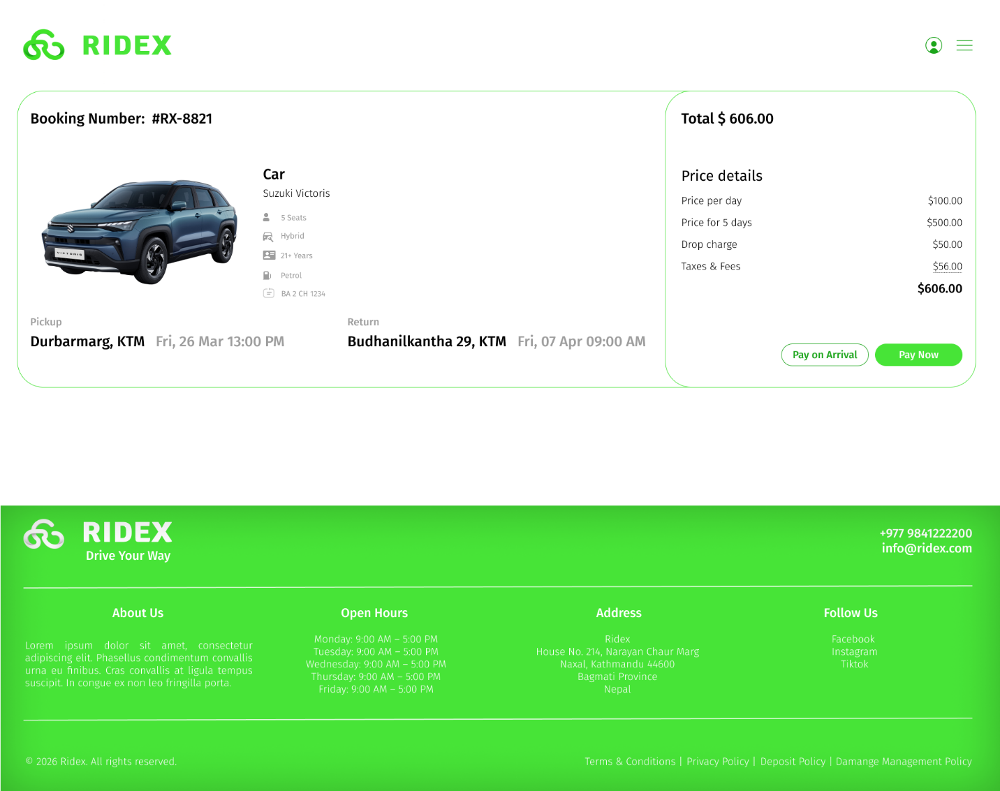 RIDEX
Booking Number: #RX-8821
Car
Suzuki Victoris
5 Seats
Hybrid
21+ Years
Petrol
BA 2 CH 1234
VICTORIS
Pickup
Durbarmarg, KTM Fri, 26 Mar 13:00 PM
Return
Budhanilkantha 29, KTM Fri, 07 Apr 09:00 AM
Total $ 606.00
Price details
Price per day $100.00
Price for 5 days $500.00
Drop charge $50.00
Taxes & Fees $56.00
$606.00
Pay on Arrival
Pay Now
RIDEX
Drive Your Way
+977 9841222200
info@ridex.com
About Us
Lorem ipsum dolor sit amet, consectetur
adipiscing elit. Phasellus condimentum convallis
urna eu finibus. Cras convallis at ligula tempus
suscipit. In congue ex non leo fringilla porta.
Open Hours
Monday: 9:00 AM – 5:00 PM
Tuesday: 9:00 AM – 5:00 PM
Wednesday: 9:00 AM – 5:00 PM
Thursday: 9:00 AM – 5:00 PM
Friday: 9:00 AM – 5:00 PM
Address
Ridex
House No. 214, Narayan Chaur Marg
Naxal, Kathmandu 44600
Bagmati Province
Nepal
Follow Us
Facebook
Instagram
Tiktok
© 2026 Ridex. All rights reserved.
Terms & Conditions | Privacy Policy | Deposit Policy | Damange Management Policy